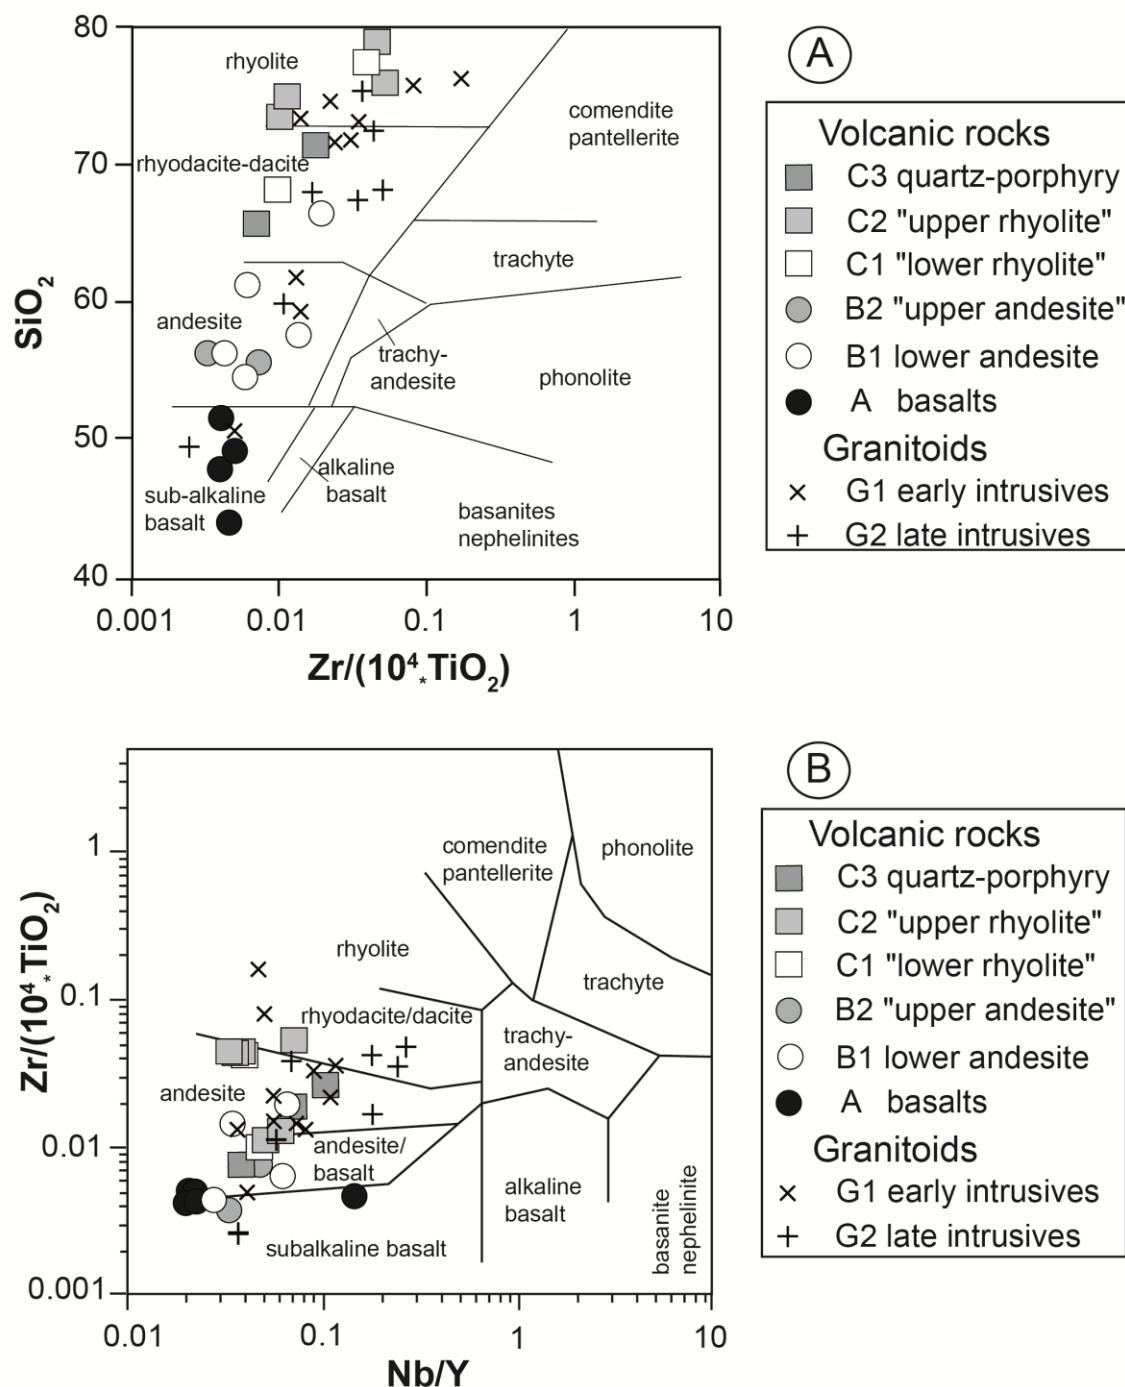 80
70
60
50
40
SiO2
rhyolite
comendite
pantellerite
rhyodacite-dacite
trachyte
andesite
trachy-
andesite
phonolite
alkaline
basalt
sub-alkaline
basalt
basanites
nephelinites
0.001
0.01
0.1
1
10
Zr/(10⁴*TiO₂)
A
Volcanic rocks
C3 quartz-porphyry
C2 "upper rhyolite"
C1 "lower rhyolite"
B2 "upper andesite"
B1 lower andesite
A basalts
Granitoids
G1 early intrusives
G2 late intrusives
1
0.1
0.01
0.001
Zr/(10⁴*TiO₂)
comendite
pantellerite
phonolite
rhyolite
trachyte
rhyodacite/dacite
trachy-
andesite
andesite
andesite/
basalt
alkaline
basalt
subalkaline basalt
basanite
nephelinite
0.01
0.1
1
10
Nb/Y
B
Volcanic rocks
C3 quartz-porphyry
C2 "upper rhyolite"
C1 "lower rhyolite"
B2 "upper andesite"
B1 lower andesite
A basalts
Granitoids
G1 early intrusives
G2 late intrusives